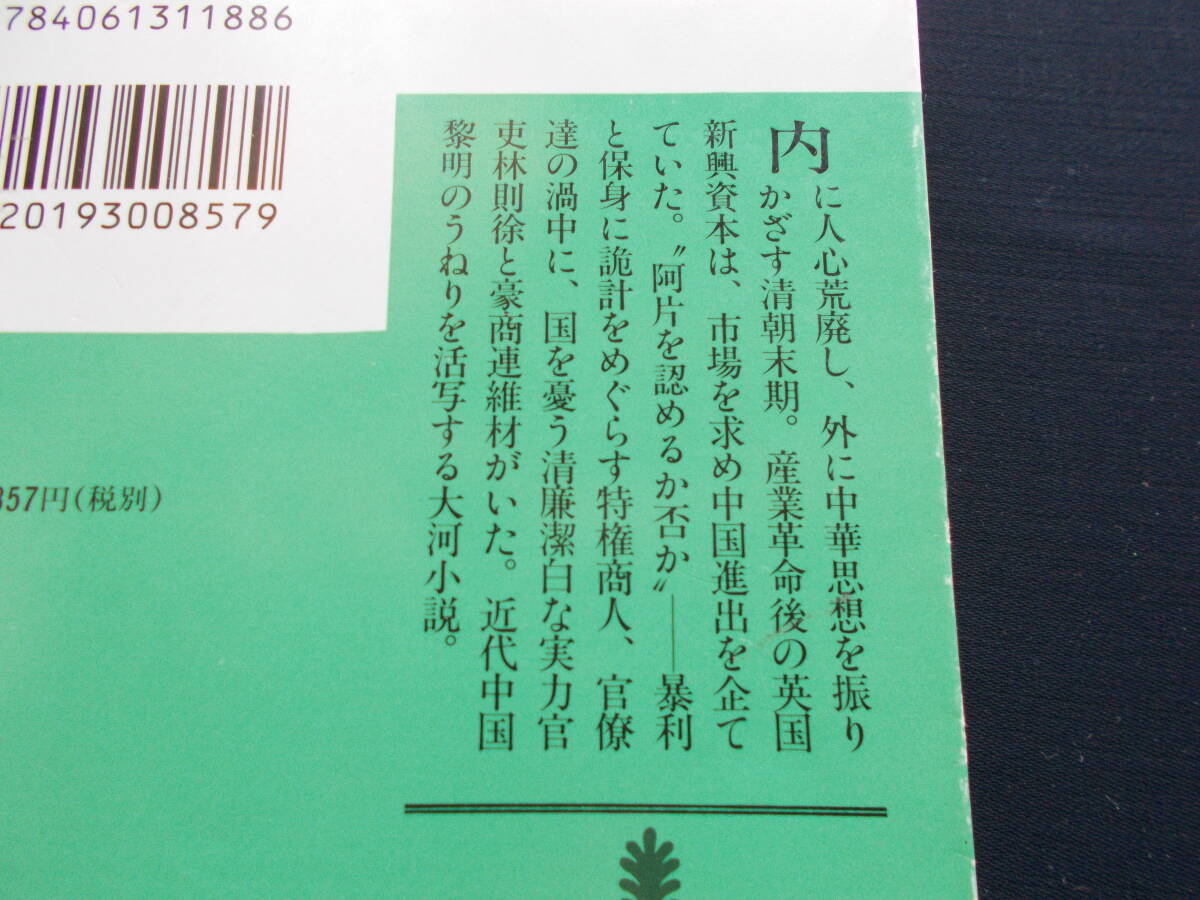 784061311886
20193008579
内に人心荒廃し、外に中華思想を振り
かざす清朝末期。産業革命後の英国
新興資本は、市場を求め中国進出を企て
ていた。〝阿片を認めるか否か〟――暴利
と保身に詭計をめぐらす特権商人、官僚
達の渦中に、国を憂う清廉潔白な実力官
吏林則徐と豪商連維材がいた。近代中国
黎明のうねりを活写する大河小説。
857円(税別)